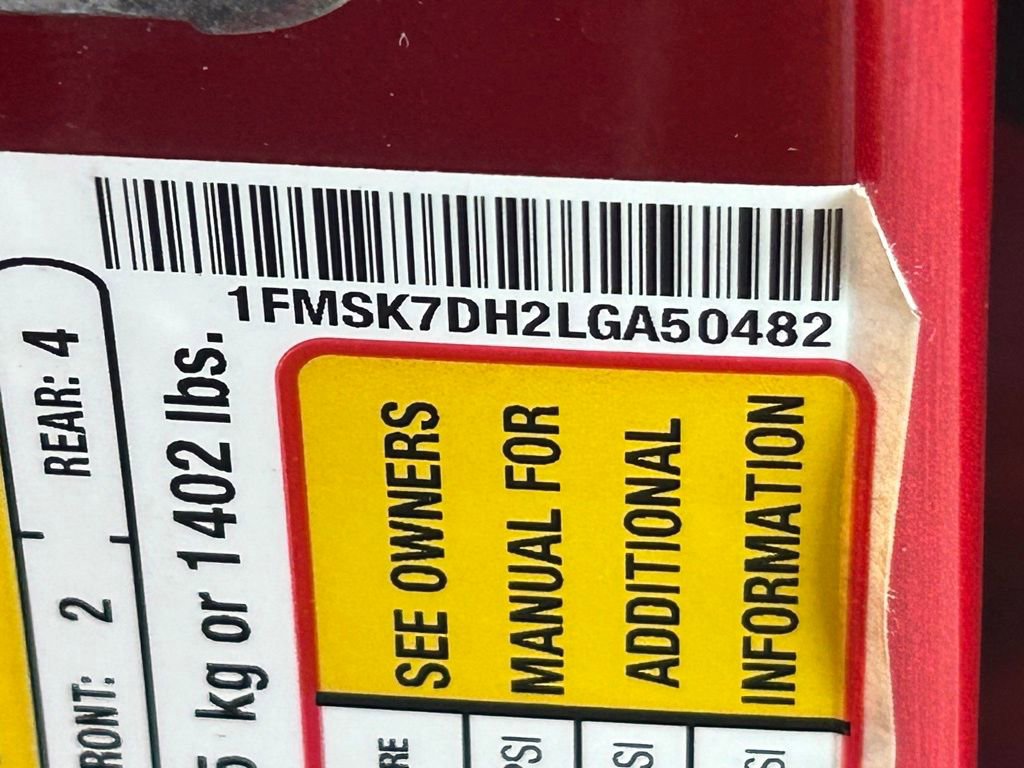 1FMSK7DH2LGA50482
FRONT: 2 REAR: 4
kg or 1402 lbs.
SEE OWNERS
MANUAL FOR
ADDITIONAL
INFORMATION